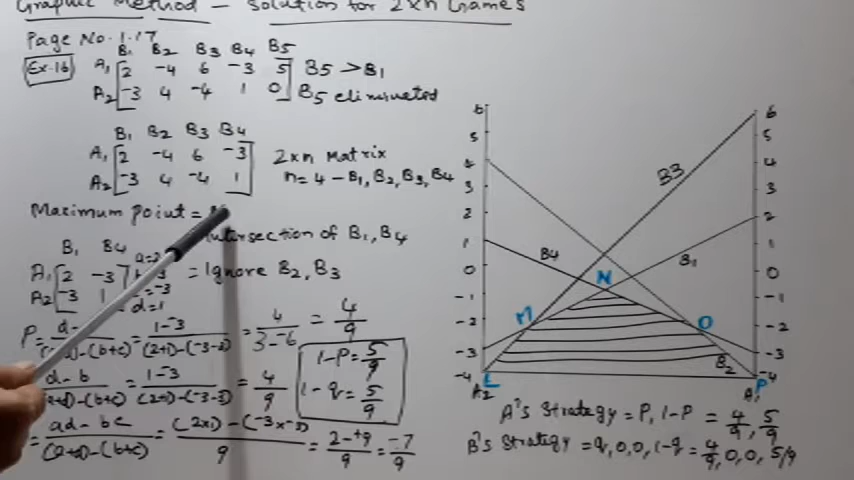 Graphic Method - Solution for 2xn Games
Page No. 1.17
B1 B2 B3 B4 B5
Ex-16 A1 2 -4 6 -3 5 B5 > B1
A2 -3 4 -4 1 0 B5 eliminated
B1 B2 B3 B4
A1 2 -4 6 -3 2xn Matrix
A2 -3 4 -4 1 n=4 - B1, B2, B3, B4
Maximum point =
Intersection of B1, B4
B1 B4
A1 2 -3 = Ignore B2, B3
A2 -3 1 d=1
P = 1--3 / (2+1)-(-3-3) = 4 / 3--6 = 4/9
d-b / (a+d)-(b+c) = 1--3 / (2+1)-(-3-3) = 4/9
1-P = 5/9
1-q = 5/9
= ad-bc / (a+d)-(b+c) = (2x1)-(-3x-3) / 9 = 2-+9 / 9 = -7/9
6 6
5 5
4 4
3 3
2 2
1 1
0 0
-1 -1
-2 -2
-3 -3
-4 -4
B3
B4
B1
B2
N
M
O
L
P
A2 A1
A's Strategy = P, 1-P = 4/9, 5/9
B's Strategy = q, 0, 0, 1-q = 4/9, 0, 0, 5/9